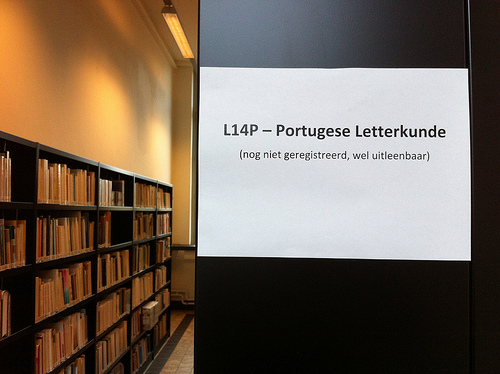 L14P – Portugese Letterkunde
(nog niet geregistreerd, wel uitleenbaar)